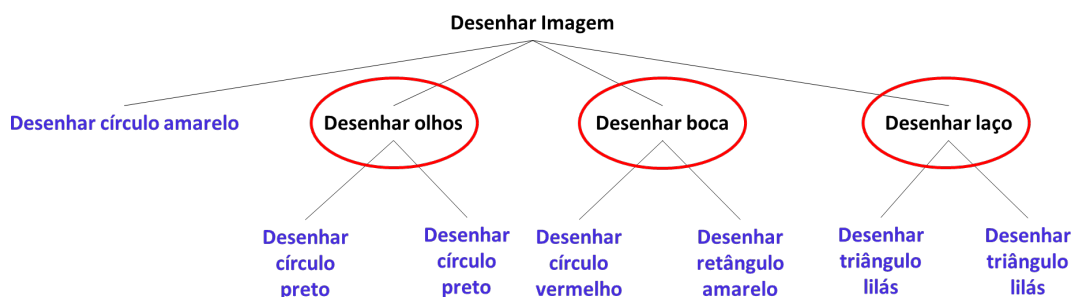 Desenhar Imagem
Desenhar círculo amarelo
Desenhar olhos
Desenhar boca
Desenhar laço
Desenhar
círculo
preto
Desenhar
círculo
preto
Desenhar
círculo
vermelho
Desenhar
retângulo
amarelo
Desenhar
triângulo
lilás
Desenhar
triângulo
lilás